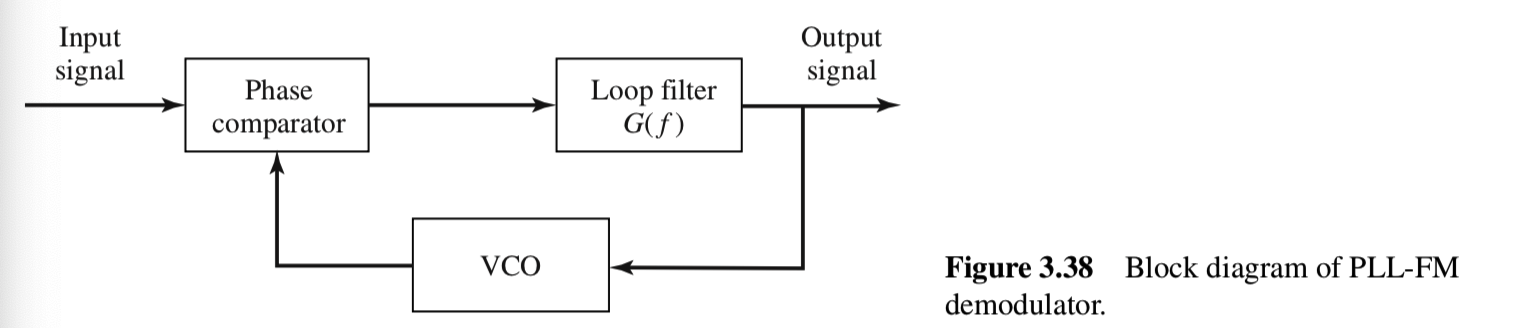 Input
signal
Phase
comparator
Loop filter
G(f)
Output
signal
VCO
Figure 3.38 Block diagram of PLL-FM
demodulator.